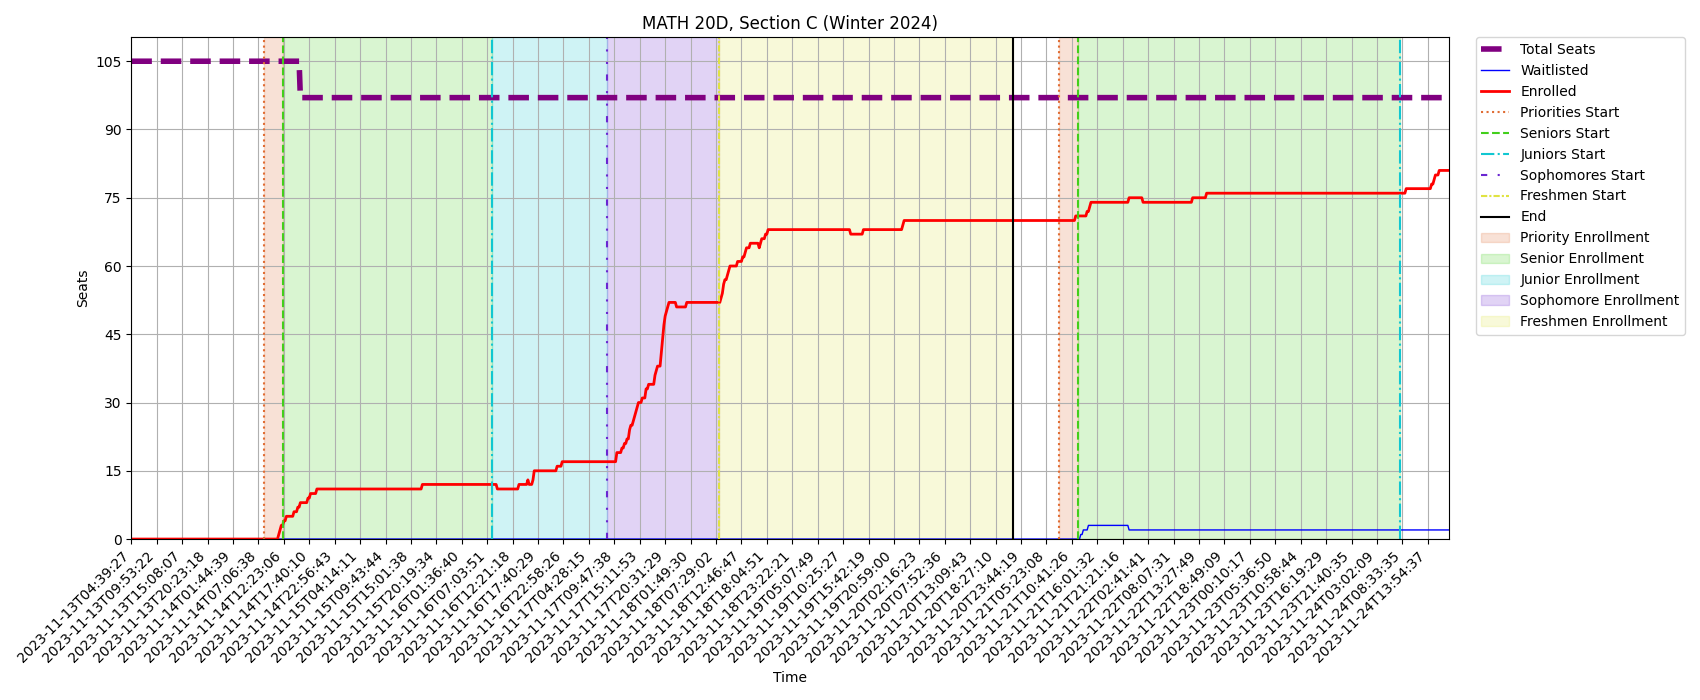 MATH 20D, Section C (Winter 2024)
Seats
105
90
75
60
45
30
15
0
2023-11-13T04:39:27
2023-11-13T09:53:22
2023-11-13T15:08:07
2023-11-13T20:23:18
2023-11-14T01:44:39
2023-11-14T07:06:38
2023-11-14T12:23:06
2023-11-14T17:40:10
2023-11-14T22:56:43
2023-11-15T04:14:11
2023-11-15T09:43:44
2023-11-15T15:01:38
2023-11-15T20:19:34
2023-11-16T01:36:40
2023-11-16T07:03:51
2023-11-16T12:21:18
2023-11-16T17:40:29
2023-11-16T22:58:26
2023-11-17T04:28:15
2023-11-17T09:47:38
2023-11-17T15:11:53
2023-11-17T20:31:29
2023-11-18T01:49:30
2023-11-18T07:29:02
2023-11-18T12:46:47
2023-11-18T18:04:51
2023-11-18T23:22:21
2023-11-19T05:07:49
2023-11-19T10:25:27
2023-11-19T15:42:19
2023-11-19T20:59:00
2023-11-20T02:16:23
2023-11-20T07:52:36
2023-11-20T13:09:43
2023-11-20T18:27:10
2023-11-20T23:44:19
2023-11-21T05:23:08
2023-11-21T10:41:26
2023-11-21T16:01:32
2023-11-21T21:21:16
2023-11-22T02:41:41
2023-11-22T08:07:31
2023-11-22T13:27:49
2023-11-22T18:49:09
2023-11-23T00:10:17
2023-11-23T05:36:50
2023-11-23T10:58:44
2023-11-23T16:19:29
2023-11-23T21:40:35
2023-11-24T03:02:09
2023-11-24T08:33:35
2023-11-24T13:54:37
Time
Total Seats
Waitlisted
Enrolled
Priorities Start
Seniors Start
Juniors Start
Sophomores Start
Freshmen Start
End
Priority Enrollment
Senior Enrollment
Junior Enrollment
Sophomore Enrollment
Freshmen Enrollment